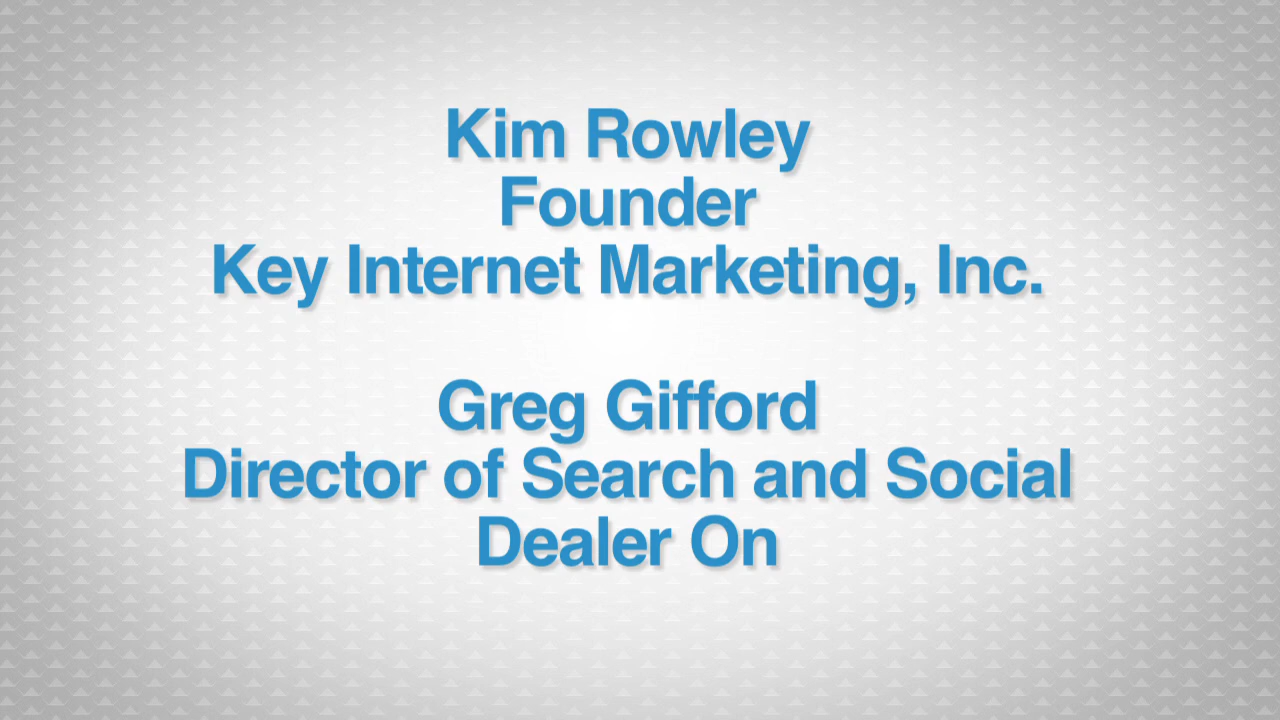 Kim Rowley
Founder
Key Internet Marketing, Inc.
Greg Gifford
Director of Search and Social
Dealer On